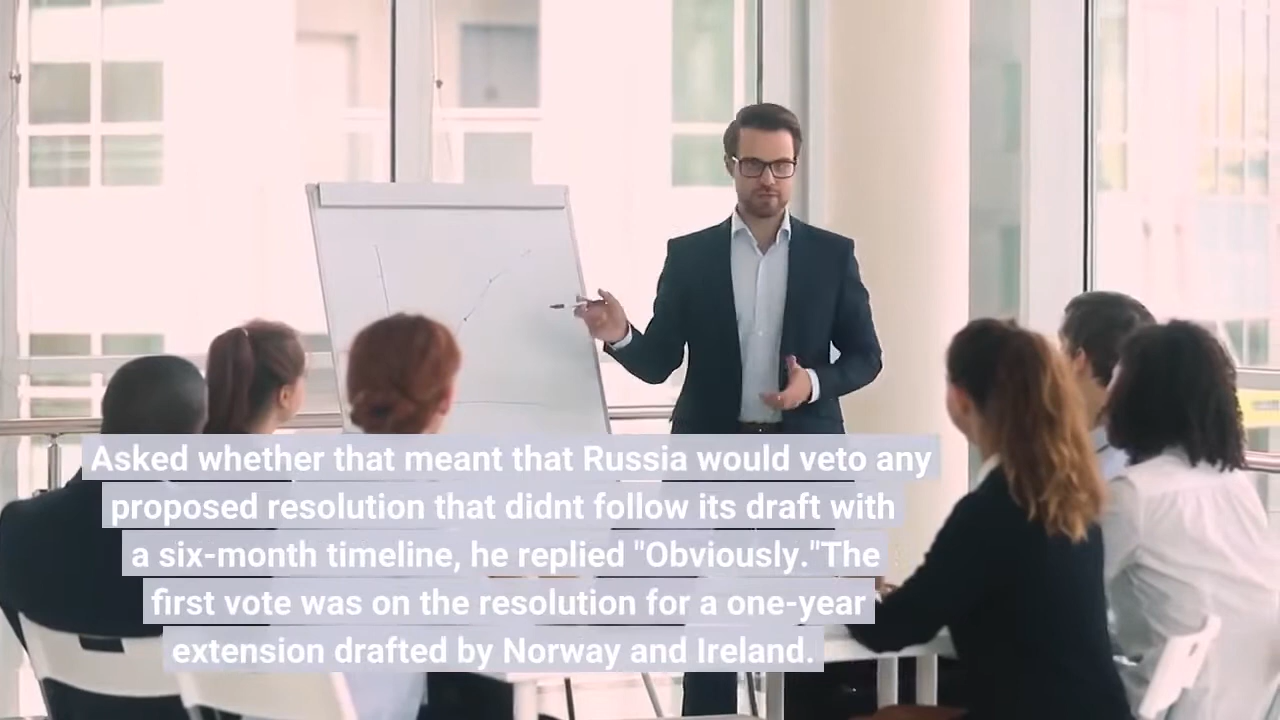 Asked whether that meant that Russia would veto any
proposed resolution that didnt follow its draft with
a six-month timeline, he replied "Obviously."The
first vote was on the resolution for a one-year
extension drafted by Norway and Ireland.